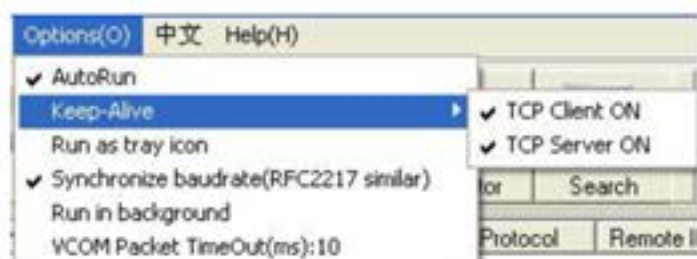 Options(O) 中文 Help(H)
AutoRun
Keep-Alive
TCP Client ON
Run as tray icon
TCP Server ON
Synchronize baudrate(RFC2217 similar)
Search
Run in background
VCOM Packet TimeOut(ms):10
Protocol
Remote